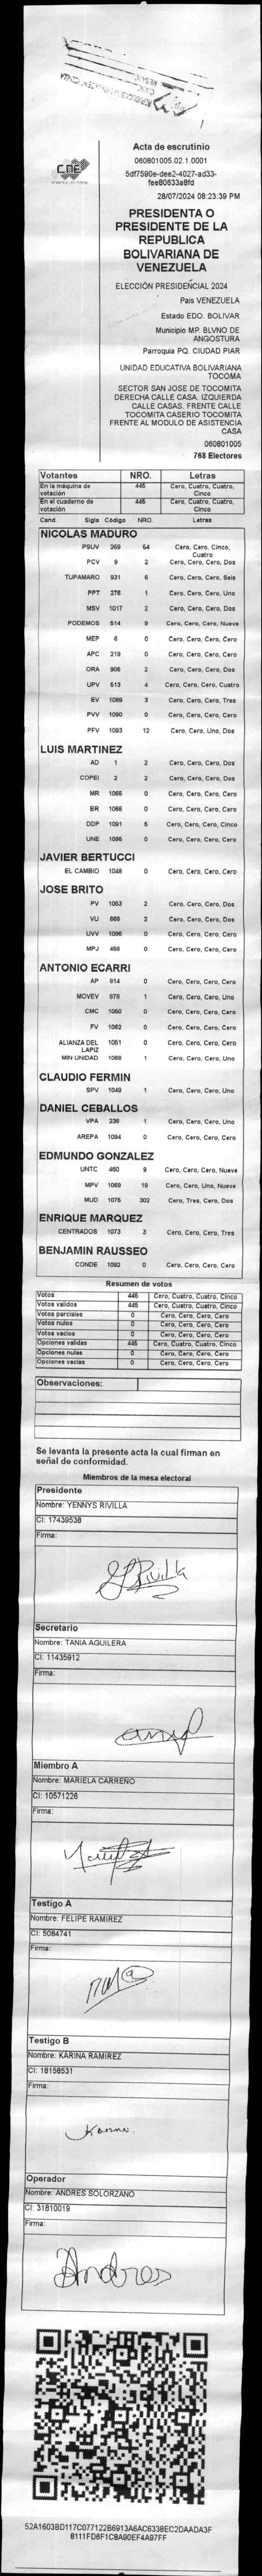 CNE
Acta de escrutinio
060801005.02.1.0001
5df7590e-dee2-4027-ad33-
fee80633a8fd
28/07/2024 08:23:39 PM
PRESIDENTA O
PRESIDENTE DE LA
REPUBLICA
BOLIVARIANA DE
VENEZUELA
ELECCIÓN PRESIDENCIAL 2024
País VENEZUELA
Estado EDO. BOLIVAR
Municipio MP. BLVNO DE
ANGOSTURA
Parroquia PQ. CIUDAD PIAR
UNIDAD EDUCATIVA BOLIVARIANA
TOCOMA
SECTOR SAN JOSE DE TOCOMITA
DERECHA CALLE CASA. IZQUIERDA
CALLE CASAS. FRENTE CALLE
TOCOMITA CASERIO TOCOMITA
FRENTE AL MODULO DE ASISTENCIA
CASA
060801005
768 Electores
Votantes NRO. Letras
En la máquina de votación 445 Cero, Cuatro, Cuatro, Cinco
En el cuaderno de votación 445 Cero, Cuatro, Cuatro, Cinco
Cand. Sigla Código NRO. Letras
NICOLAS MADURO
PSUV 269 54 Cero, Cero, Cinco, Cuatro
PCV 9 2 Cero, Cero, Cero, Dos
TUPAMARO 931 6 Cero, Cero, Cero, Seis
PPT 276 1 Cero, Cero, Cero, Uno
MSV 1017 2 Cero, Cero, Cero, Dos
PODEMOS 514 9 Cero, Cero, Cero, Nueve
MEP 6 0 Cero, Cero, Cero, Cero
APC 219 0 Cero, Cero, Cero, Cero
ORA 906 2 Cero, Cero, Cero, Dos
UPV 613 4 Cero, Cero, Cero, Cuatro
EV 1089 3 Cero, Cero, Cero, Tres
PVV 1090 0 Cero, Cero, Cero, Cero
PFV 1093 12 Cero, Cero, Uno, Dos
LUIS MARTINEZ
AD 1 2 Cero, Cero, Cero, Dos
COPEI 2 2 Cero, Cero, Cero, Dos
MR 1065 0 Cero, Cero, Cero, Cero
BR 1066 0 Cero, Cero, Cero, Cero
DDP 1091 5 Cero, Cero, Cero, Cinco
UNE 1095 0 Cero, Cero, Cero, Cero
JAVIER BERTUCCI
EL CAMBIO 1048 0 Cero, Cero, Cero, Cero
JOSE BRITO
PV 1053 2 Cero, Cero, Cero, Dos
VU 868 2 Cero, Cero, Cero, Dos
UVV 1096 0 Cero, Cero, Cero, Cero
MPJ 458 0 Cero, Cero, Cero, Cero
ANTONIO ECARRI
AP 814 0 Cero, Cero, Cero, Cero
MOVEV 878 1 Cero, Cero, Cero, Uno
CMC 1050 0 Cero, Cero, Cero, Cero
FV 1052 0 Cero, Cero, Cero, Cero
ALIANZA DEL LAPIZ 1051 0 Cero, Cero, Cero, Cero
MIN UNIDAD 1068 1 Cero, Cero, Cero, Uno
CLAUDIO FERMIN
SPV 1049 1 Cero, Cero, Cero, Uno
DANIEL CEBALLOS
VPA 236 1 Cero, Cero, Cero, Uno
AREPA 1094 0 Cero, Cero, Cero, Cero
EDMUNDO GONZALEZ
UNTC 460 9 Cero, Cero, Cero, Nueve
MPV 1069 19 Cero, Cero, Uno, Nueve
MUD 1075 302 Cero, Tres, Cero, Dos
ENRIQUE MARQUEZ
CENTRADOS 1073 3 Cero, Cero, Cero, Tres
BENJAMIN RAUSSEO
CONDE 1092 0 Cero, Cero, Cero, Cero
Resumen de votos
Votos 445 Cero, Cuatro, Cuatro, Cinco
Votos validos 445 Cero, Cuatro, Cuatro, Cinco
Votos parciales 0 Cero, Cero, Cero, Cero
Votos nulos 0 Cero, Cero, Cero, Cero
Votos vacios 0 Cero, Cero, Cero, Cero
Opciones validas 445 Cero, Cuatro, Cuatro, Cinco
Opciones nulas 0 Cero, Cero, Cero, Cero
Opciones vacias 0 Cero, Cero, Cero, Cero
Observaciones:
Se levanta la presente acta la cual firman en
señal de conformidad.
Miembros de la mesa electoral
Presidente
Nombre: YENNYS RIVILLA
CI: 17439538
Firma:
Secretario
Nombre: TANIA AGUILERA
CI: 11435912
Firma:
Miembro A
Nombre: MARIELA CARREÑO
CI: 10571226
Firma:
Testigo A
Nombre: FELIPE RAMIREZ
CI: 5084741
Firma:
Testigo B
Nombre: KARINA RAMIREZ
CI: 18158531
Firma:
Karina.
Operador
Nombre: ANDRES SOLORZANO
CI: 31810019
Firma:
Andres
52A1603BD117C077122B6913A6AC6338EC2DAADA3F
8111FD6F1C8A90EF4A97FF